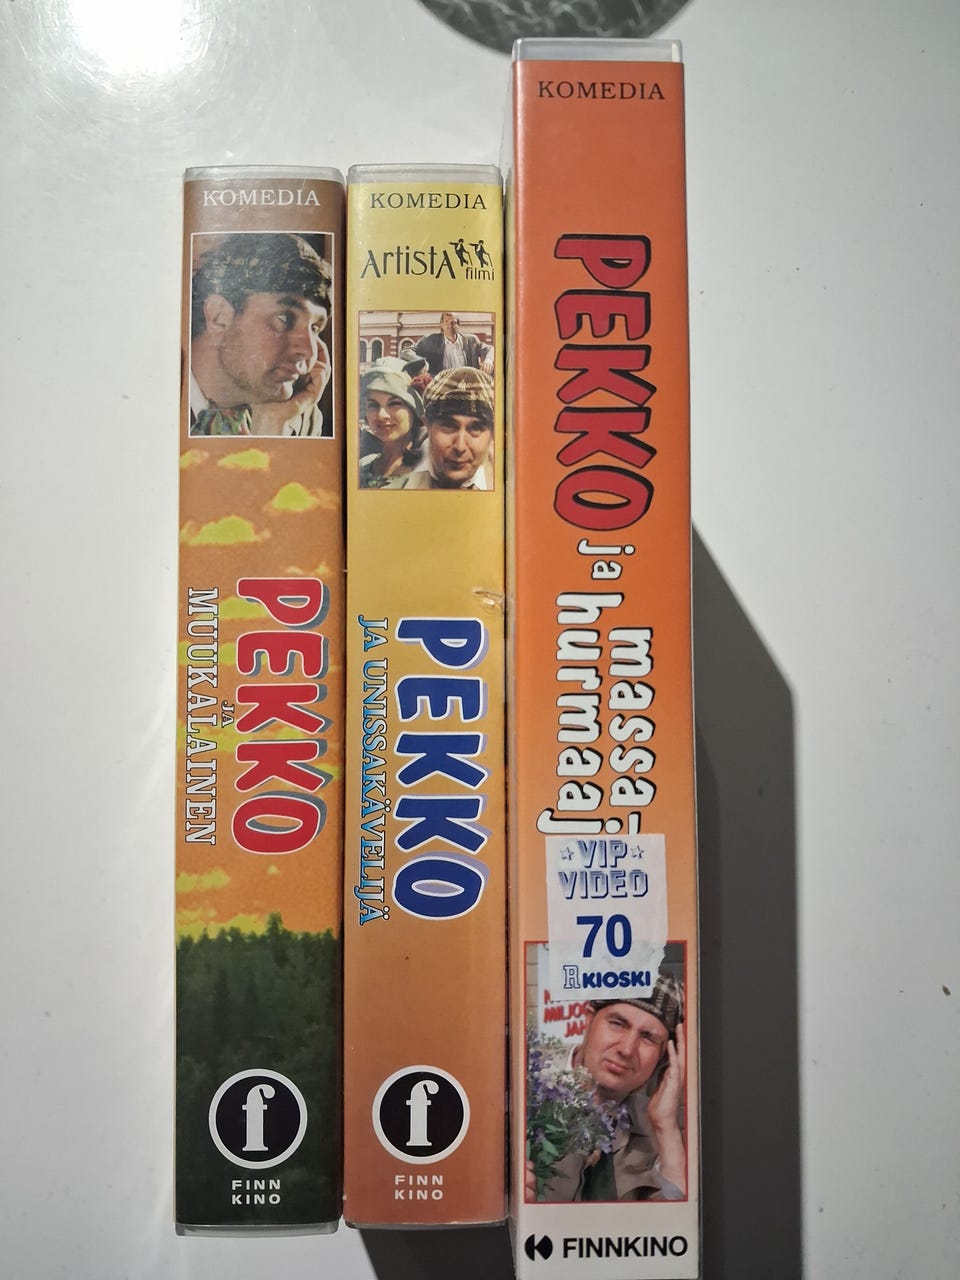 KOMEDIA
PEKKO
JA
MUUKALAINEN
f
FINN
KINO
KOMEDIA
ArtistA
filmi
PEKKO
JA UNISSAKÄVELIJÄ
f
FINN
KINO
KOMEDIA
PEKKO
ja massa-
hurmaaj
VIP
VIDEO
70
R KIOSKI
FINNKINO